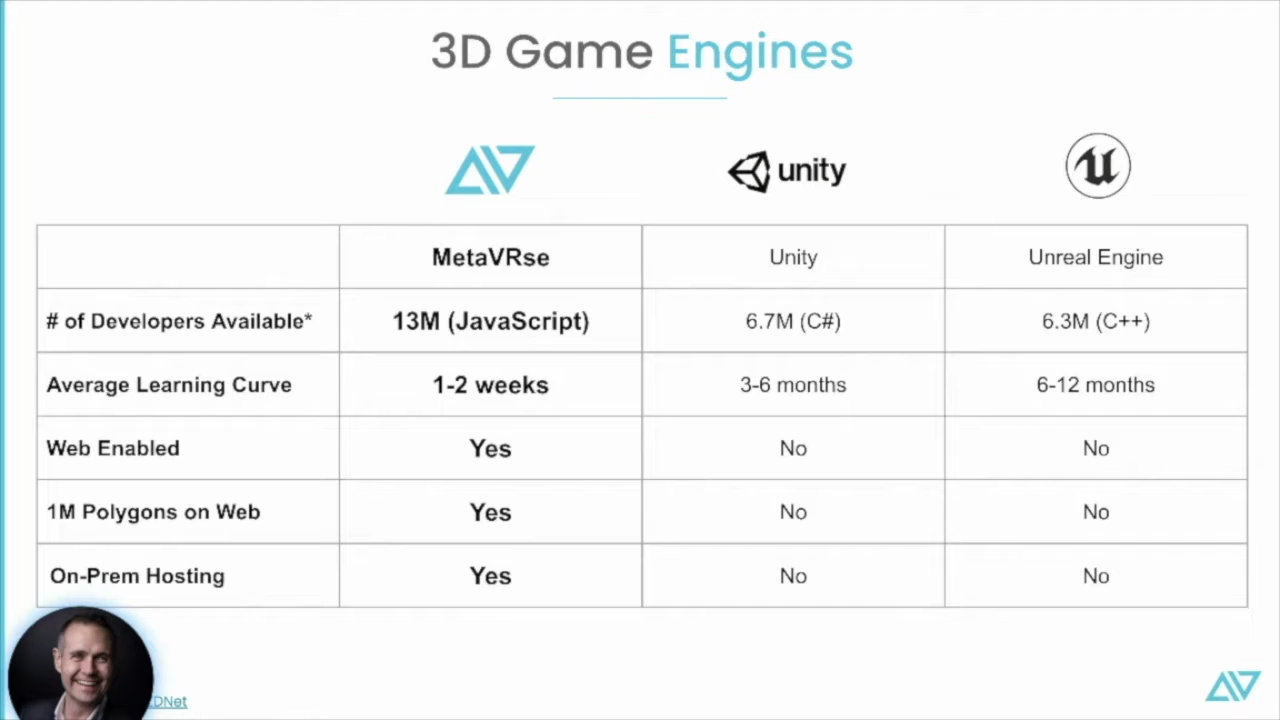 3D Game Engines
unity
MetaVRse Unity Unreal Engine
# of Developers Available* 13M (JavaScript) 6.7M (C#) 6.3M (C++)
Average Learning Curve 1-2 weeks 3-6 months 6-12 months
Web Enabled Yes No No
1M Polygons on Web Yes No No
On-Prem Hosting Yes No No